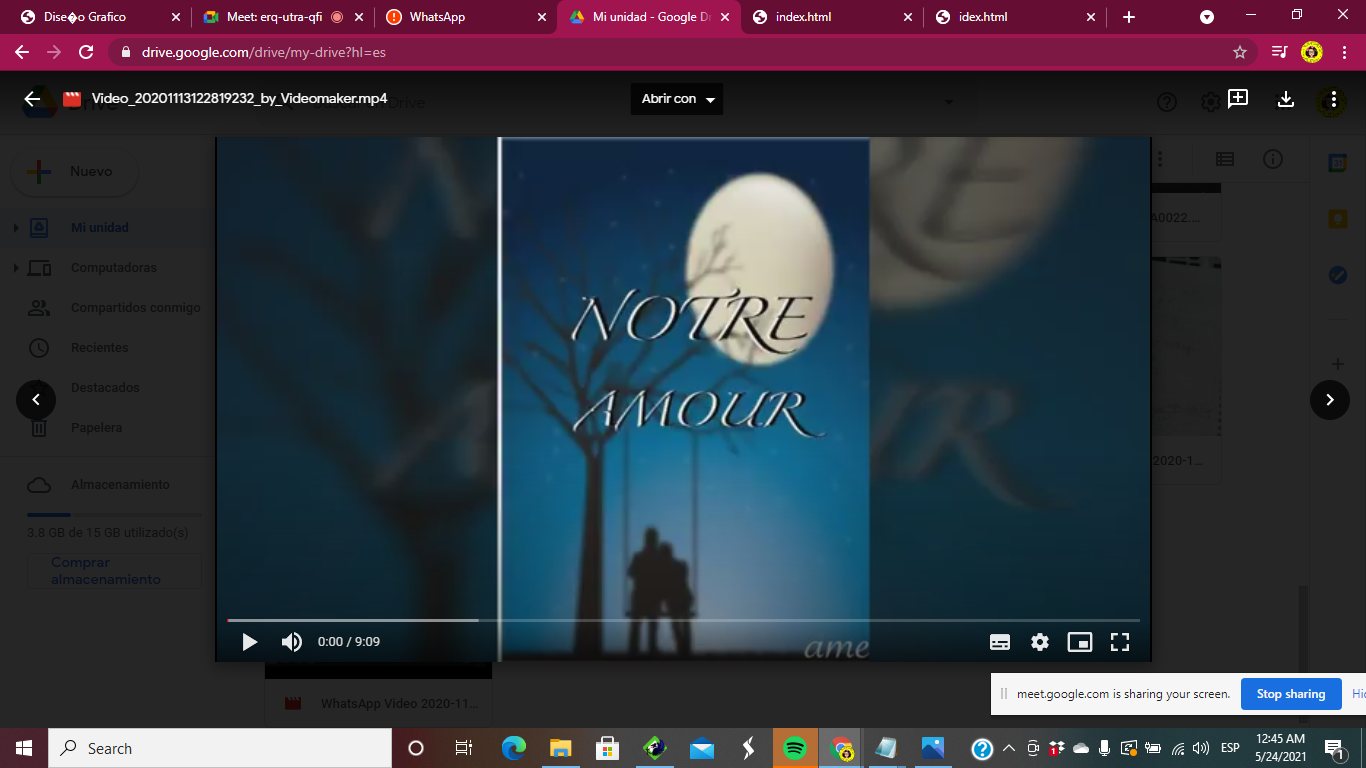 Dise�o Grafico
Meet: erq-utra-qfi
WhatsApp
Mi unidad - Google Dr
index.html
idex.html
drive.google.com/drive/my-drive?hl=es
Video_20201113122819232_by_Videomaker.mp4
Drive
Abrir con
Nuevo
Mi unidad
Computadoras
Compartidos conmigo
Recientes
Destacados
Papelera
Almacenamiento
3.8 GB de 15 GB utilizado(s)
Comprar
almacenamiento
A0022....
2020-1...
NOTRE
AMOUR
ame
0:00 / 9:09
WhatsApp Video 2020-11...
meet.google.com is sharing your screen.
Stop sharing
Hid
Search
ESP
12:45 AM
5/24/2021
1